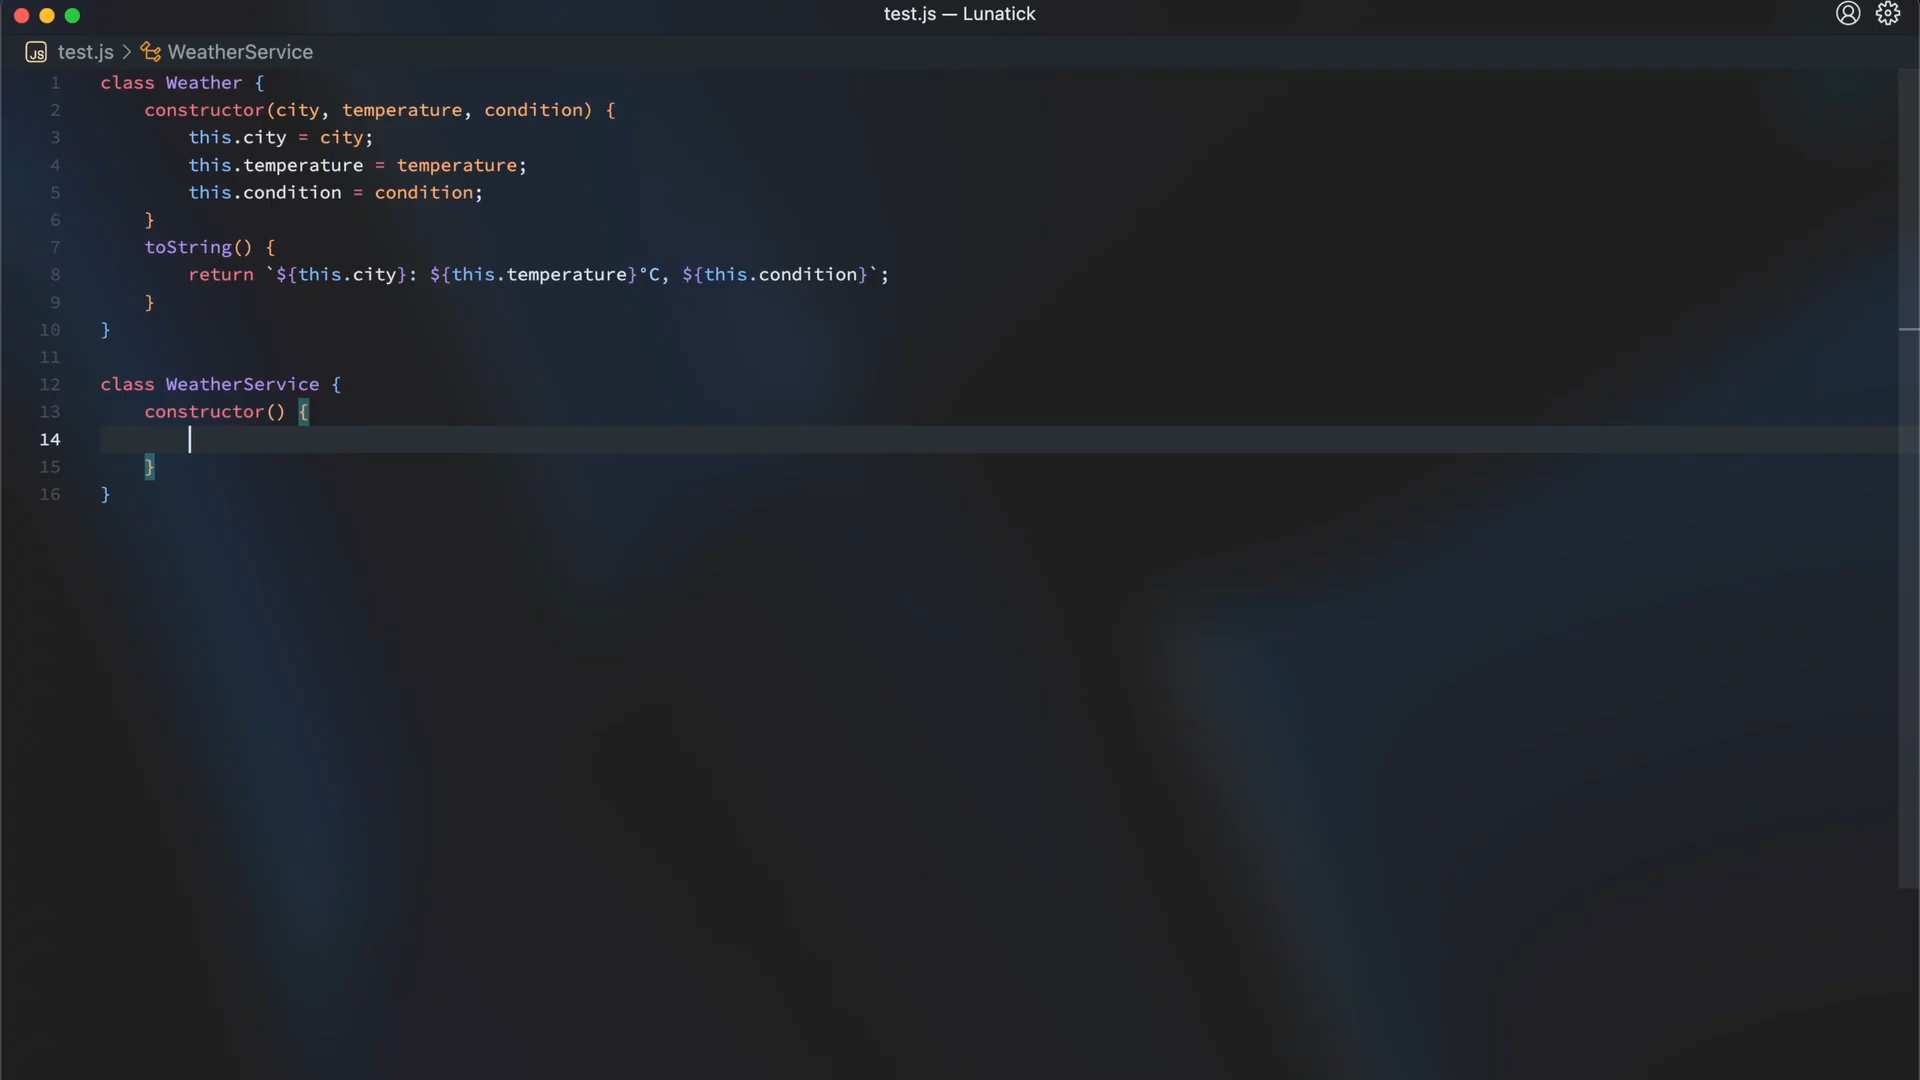 test.js — Lunatick
JS test.js > WeatherService
1 class Weather {
2     constructor(city, temperature, condition) {
3         this.city = city;
4         this.temperature = temperature;
5         this.condition = condition;
6     }
7     toString() {
8         return `${this.city}: ${this.temperature}°C, ${this.condition}`;
9     }
10 }
11
12 class WeatherService {
13     constructor() {
14
15     }
16 }